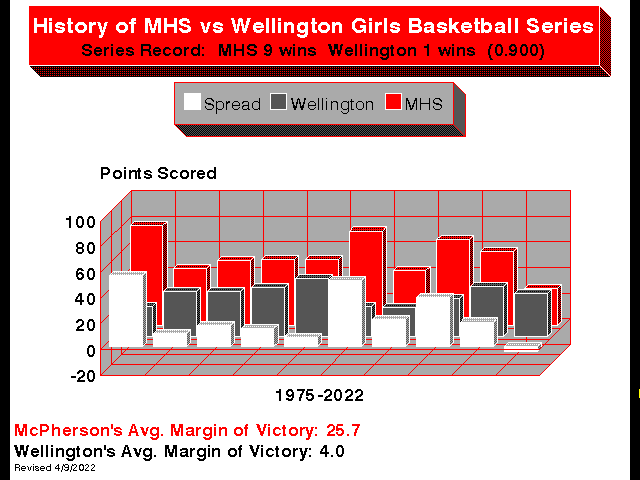 History of MHS vs Wellington Girls Basketball Series
Series Record: MHS 9 wins Wellington 1 wins (0.900)
Spread Wellington MHS
Points Scored
100
80
60
40
20
0
-20
1975-2022
McPherson's Avg. Margin of Victory: 25.7
Wellington's Avg. Margin of Victory: 4.0
Revised 4/9/2022